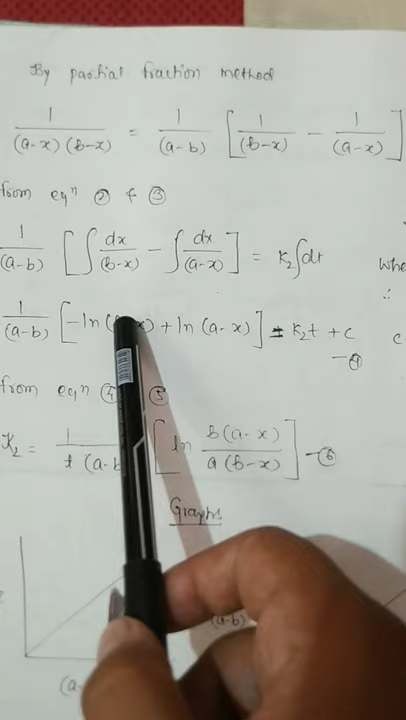 By partial fraction method
1/(a-x)(b-x) = 1/(a-b) [1/(b-x) - 1/(a-x)]
from eqⁿ ② & ③
1/(a-b) [∫dx/(b-x) - ∫dx/(a-x)] = K₂∫dt
Whe
∴
1/(a-b) [-ln ( x) + ln (a-x)] = K₂t + c
c
-④
from eqⁿ ④ ⑤
K₂ = 1/t(a-b [ln b(a-x)/a(b-x)] -⑥
Graphs
(a-b)
(a-